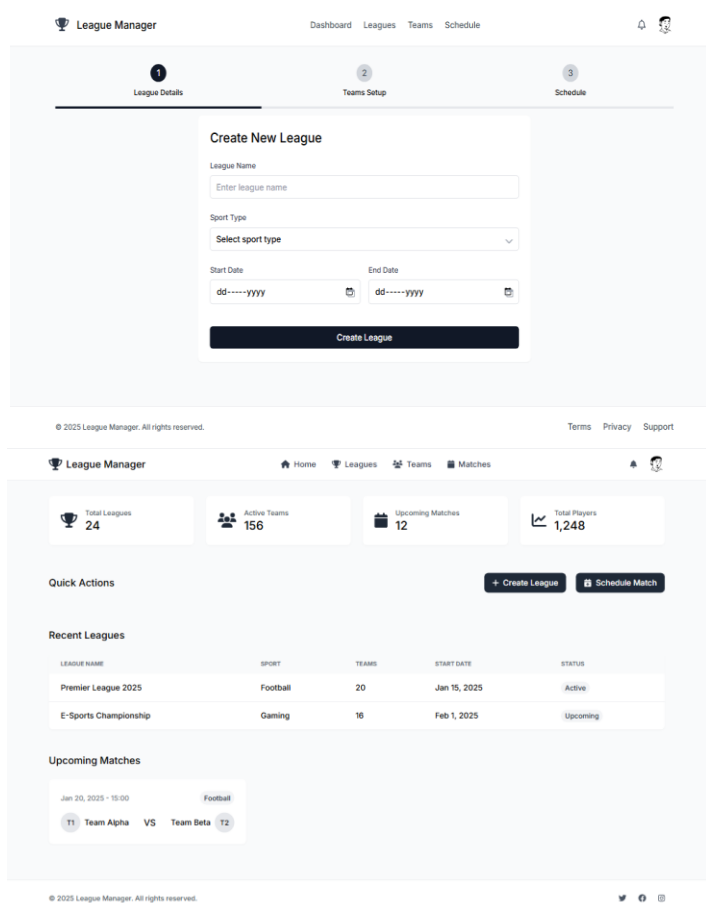 League Manager Dashboard Leagues Teams Schedule
1 2 3
League Details Teams Setup Schedule
Create New League
League Name
Enter league name
Sport Type
Select sport type
Start Date End Date
dd-----yyyy dd-----yyyy
Create League
© 2025 League Manager. All rights reserved. Terms Privacy Support
League Manager Home Leagues Teams Matches
Total Leagues Active Teams Upcoming Matches Total Players
24 156 12 1,248
Quick Actions + Create League Schedule Match
Recent Leagues
LEAGUE NAME SPORT TEAMS START DATE STATUS
Premier League 2025 Football 20 Jan 15, 2025 Active
E-Sports Championship Gaming 16 Feb 1, 2025 Upcoming
Upcoming Matches
Jan 20, 2025 - 15:00 Football
T1 Team Alpha VS Team Beta T2
© 2025 League Manager. All rights reserved.